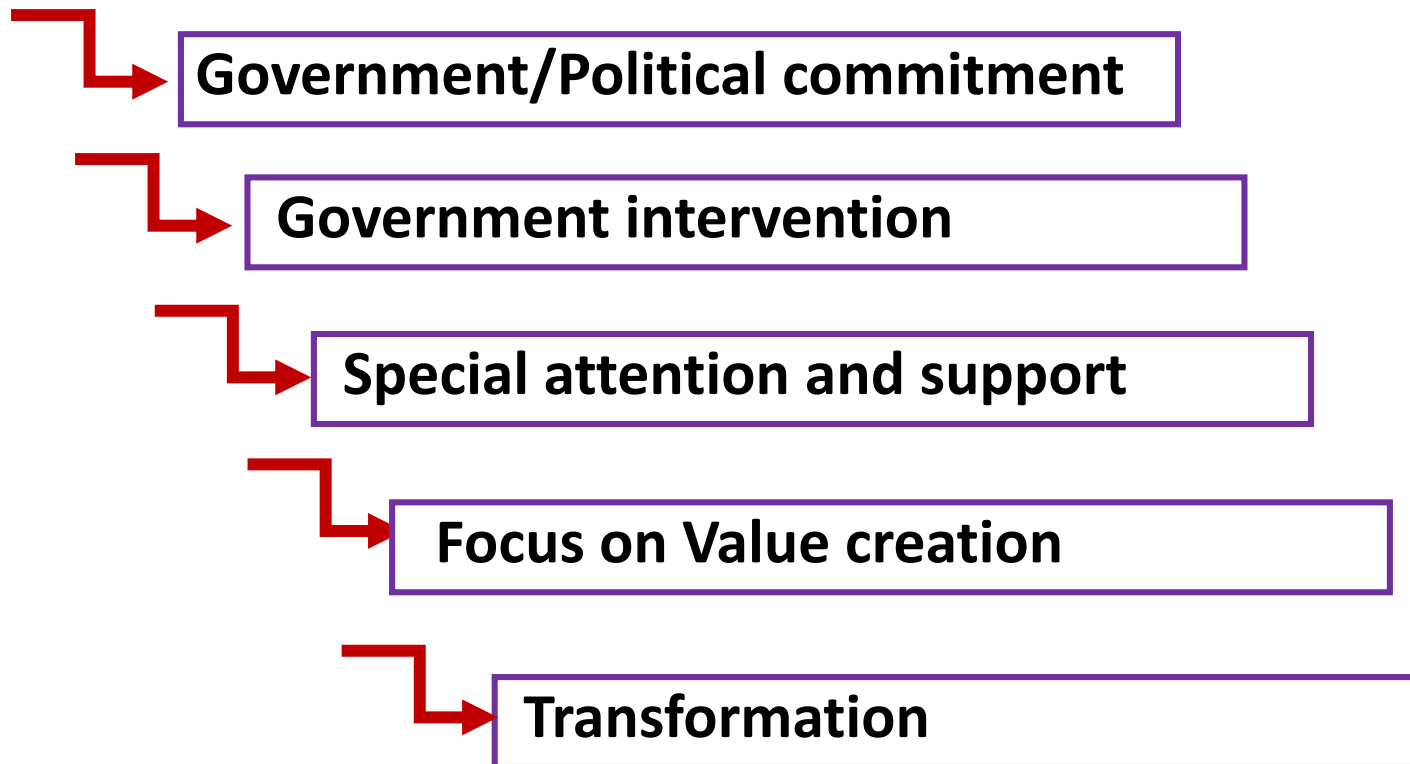 Government/Political commitment
Government intervention
Special attention and support
Focus on Value creation
Transformation